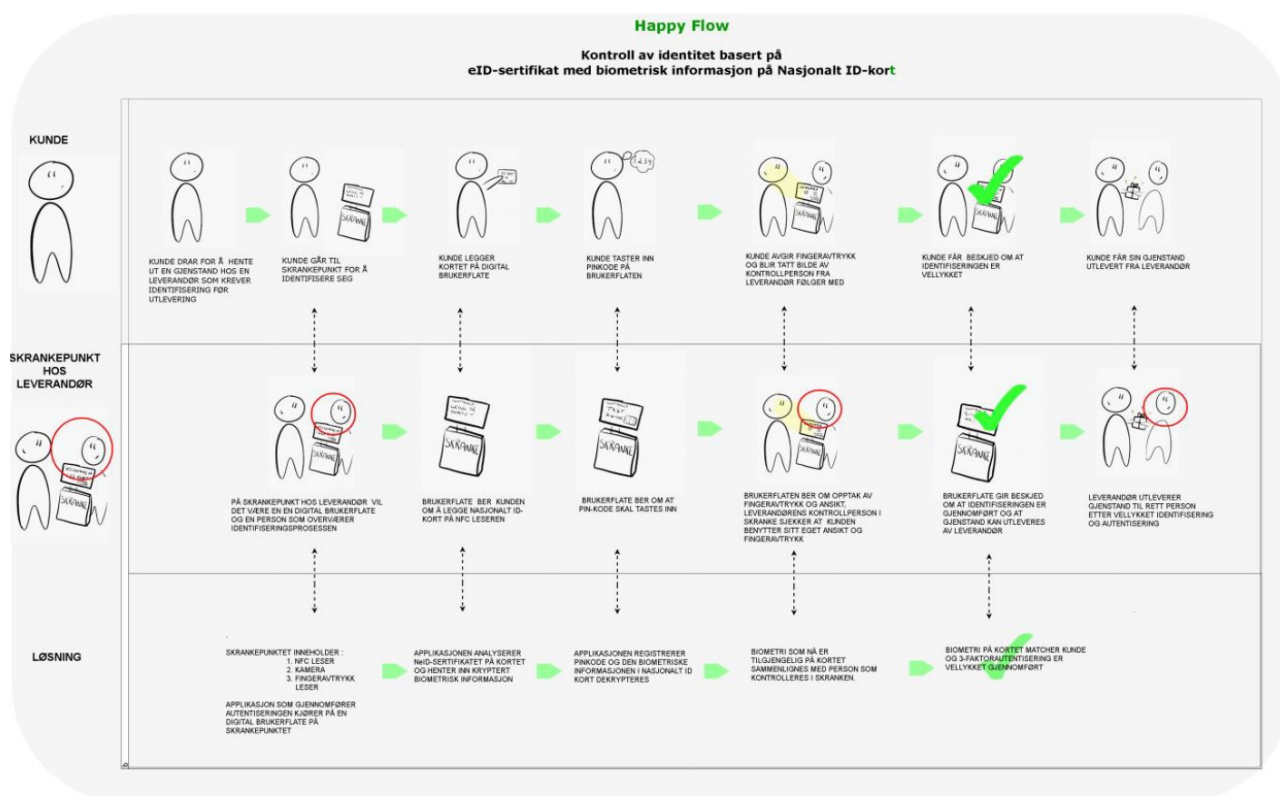 Happy Flow
Kontroll av identitet basert på
eID-sertifikat med biometrisk informasjon på Nasjonalt ID-kort
KUNDE
1234
SKRANKE
SKRANKE
SKRANKE
KUNDE DRAR FOR Å HENTE
UT EN GJENSTAND HOS EN
LEVERANDØR SOM KREVER
IDENTIFISERING FØR
UTLEVERING
KUNDE GÅR TIL
SKRANKEPUNKT FOR Å
IDENTIFISERE SEG
KUNDE LEGGER
KORTET PÅ DIGITAL
BRUKERFLATE
KUNDE TASTER INN
PINKODE PÅ
BRUKERFLATEN
KUNDE AVGIR FINGERAVTRYKK
OG BLIR TATT BILDE AV
KONTROLLPERSON FRA
LEVERANDØR FØLGER MED
KUNDE FÅR BESKJED OM AT
IDENTIFISERINGEN ER
VELLYKKET
KUNDE FÅR SIN GJENSTAND
UTLEVERT FRA LEVERANDØR
SKRANKEPUNKT
HOS
LEVERANDØR
SKRANKE
SKRANKE
SKRANKE
SKRANKE
SKRANKE
SKRANKE
PÅ SKRANKEPUNKT HOS LEVERANDØR VIL
DET VÆRE EN EN DIGITAL BRUKERFLATE
OG EN PERSON SOM OVERVÆRER
IDENTIFISERINGSPROSESSEN
BRUKERFLATE BER KUNDEN
OM Å LEGGE NASJONALT ID-
KORT PÅ NFC LESEREN
BRUKERFLATE BER OM AT
PIN-KODE SKAL TASTES INN
BRUKERFLATEN BER OM OPPTAK AV
FINGERAVTRYKK OG ANSIKT,
LEVERANDØRENS KONTROLLPERSON I
SKRANKE SJEKKER AT KUNDEN
BENYTTER SITT EGET ANSIKT OG
FINGERAVTRYKK
BRUKERFLATE GIR BESKJED
OM AT IDENTIFISERINGEN ER
GJENNOMFØRT OG AT
GJENSTAND KAN UTLEVERES
AV LEVERANDØR
LEVERANDØR UTLEVERER
GJENSTAND TIL RETT PERSON
ETTER VELLYKKET IDENTIFISERING
OG AUTENTISERING
LØSNING
SKRANKEPUNKTET INNEHOLDER :
1. NFC LESER
2. KAMERA
3. FINGERAVTRYKK
LESER
APPLIKASJON SOM GJENNOMFØRER
AUTENTISERINGEN KJØRER PÅ EN
DIGITAL BRUKERFLATE PÅ
SKRANKEPUNKTET
APPLIKASJONEN ANALYSERER
NeID-SERTIFIKATET PÅ KORTET
OG HENTER INN KRYPTERT
BIOMETRISK INFORMASJON
APPLIKASJONEN REGISTRERER
PINKODE OG DEN BIOMETRISKE
INFORMASJONEN I NASJONALT ID
KORT DEKRYPTERES
BIOMETRI SOM NÅ ER
TILGJENGELIG PÅ KORTET
SAMMENLIGNES MED PERSON SOM
KONTROLLERES I SKRANKEN.
BIOMETRI PÅ KORTET MATCHER KUNDE
OG 3-FAKTORAUTENTISERING ER
VELLYKKET GJENNOMFØRT